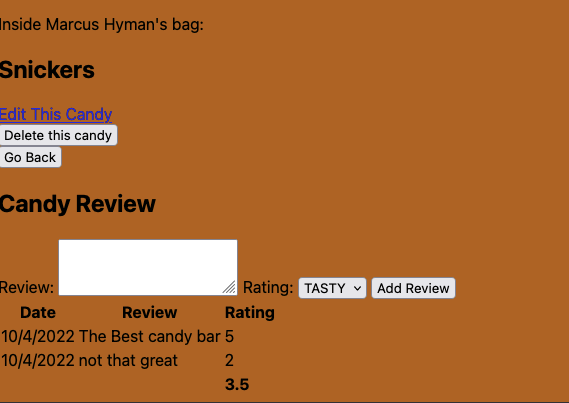 Inside Marcus Hyman's bag:
Snickers
Edit This Candy
Delete this candy
Go Back
Candy Review
Review: Rating: TASTY Add Review
Date Review Rating
10/4/2022 The Best candy bar 5
10/4/2022 not that great 2
3.5